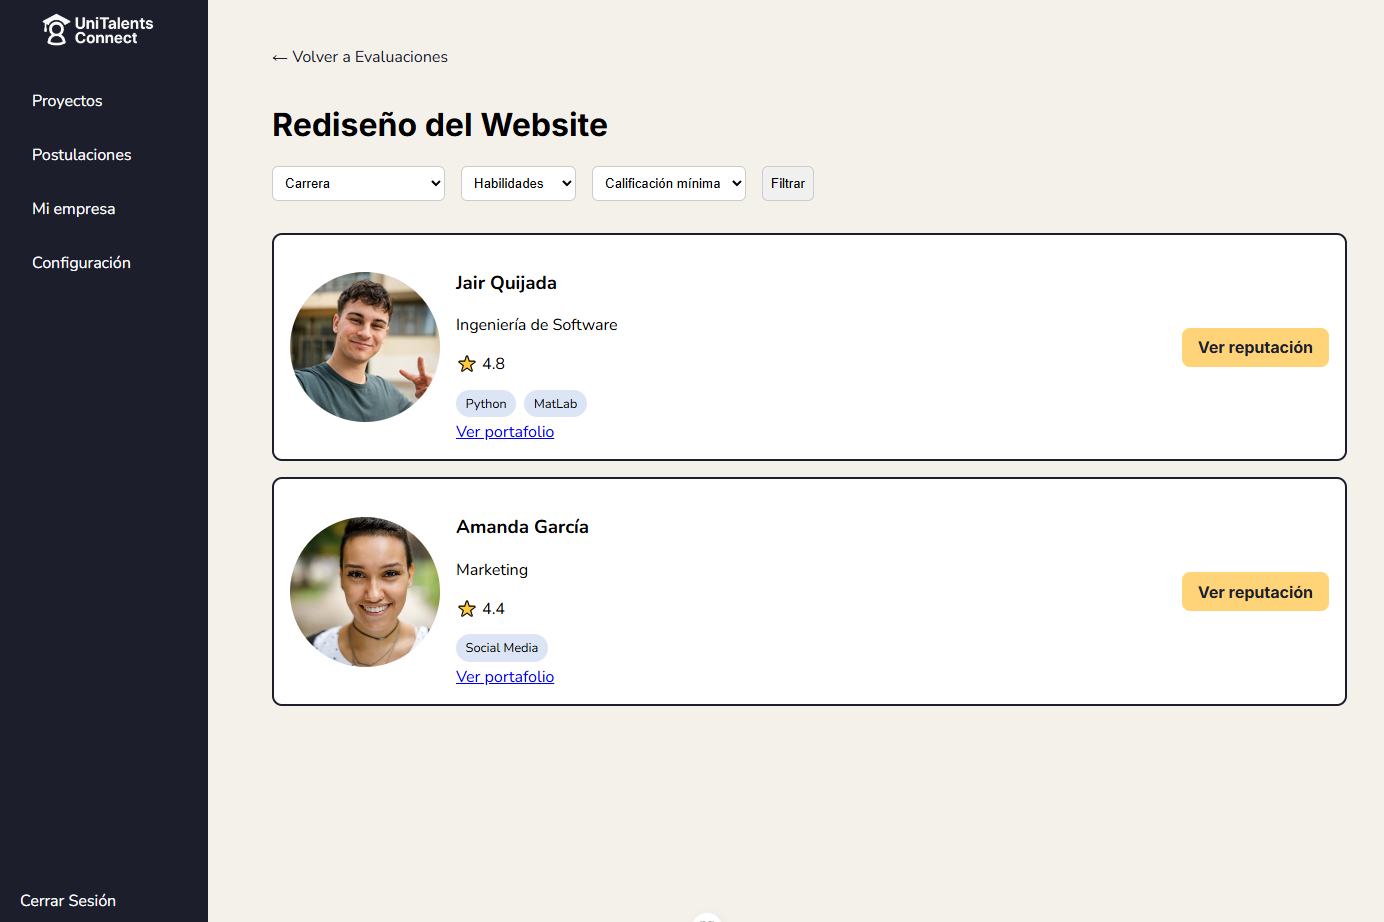 UniTalents
Connect
Proyectos
Postulaciones
Mi empresa
Configuración
Cerrar Sesión
← Volver a Evaluaciones
Rediseño del Website
Carrera
Habilidades
Calificación mínima
Filtrar
Jair Quijada
Ingeniería de Software
4.8
Python
MatLab
Ver portafolio
Ver reputación
Amanda García
Marketing
4.4
Social Media
Ver portafolio
Ver reputación